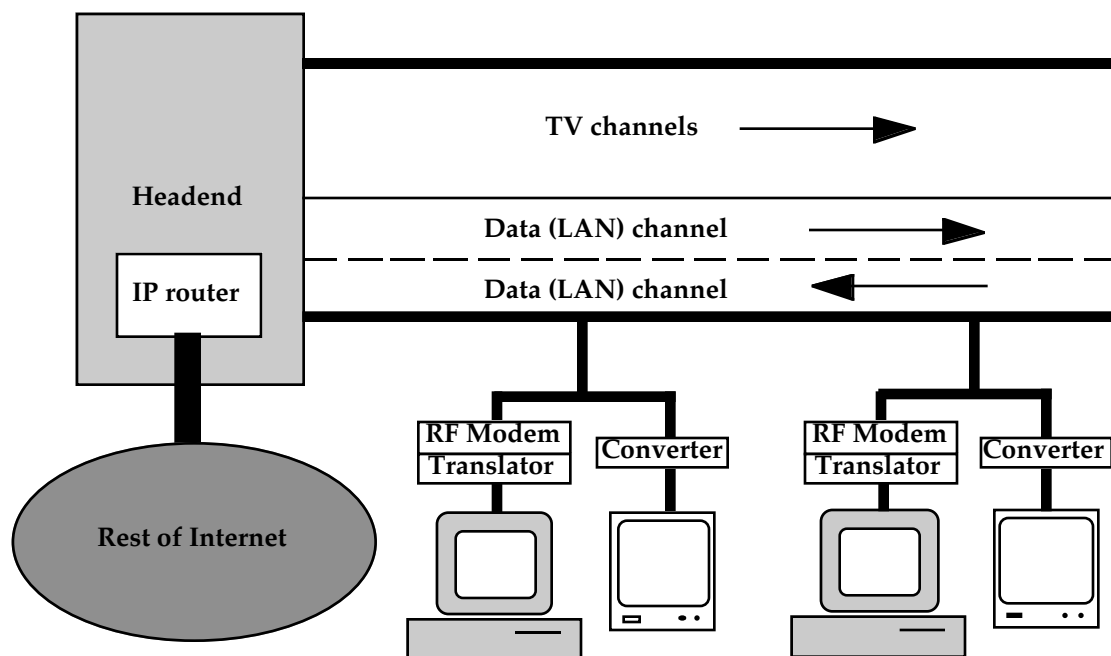 TV channels
Headend
Data (LAN) channel
IP router
Data (LAN) channel
RF Modem
Translator
Converter
RF Modem
Translator
Converter
Rest of Internet